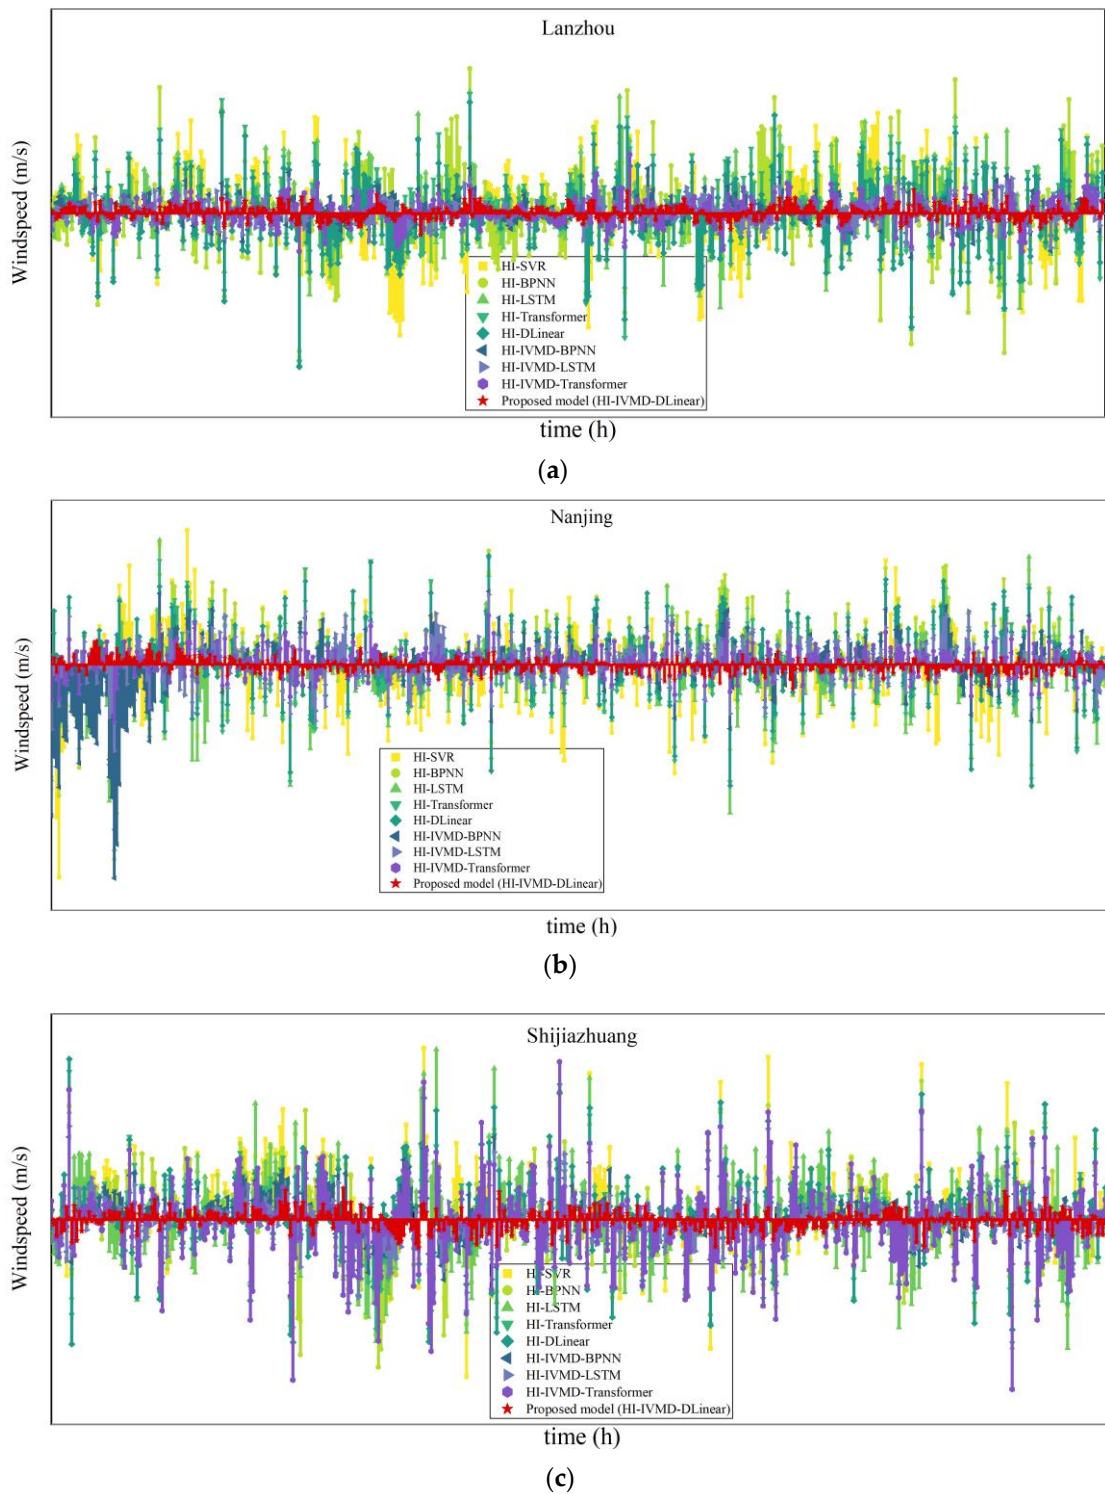 Lanzhou
Windspeed (m/s)
HI-SVR
HI-BPNN
HI-LSTM
HI-Transformer
HI-DLinear
HI-IVMD-BPNN
HI-IVMD-LSTM
HI-IVMD-Transformer
Proposed model (HI-IVMD-DLinear)
time (h)
(a)
Nanjing
Windspeed (m/s)
HI-SVR
HI-BPNN
HI-LSTM
HI-Transformer
HI-DLinear
HI-IVMD-BPNN
HI-IVMD-LSTM
HI-IVMD-Transformer
Proposed model (HI-IVMD-DLinear)
time (h)
(b)
Shijiazhuang
Windspeed (m/s)
HI-SVR
HI-BPNN
HI-LSTM
HI-Transformer
HI-DLinear
HI-IVMD-BPNN
HI-IVMD-LSTM
HI-IVMD-Transformer
Proposed model (HI-IVMD-DLinear)
time (h)
(c)